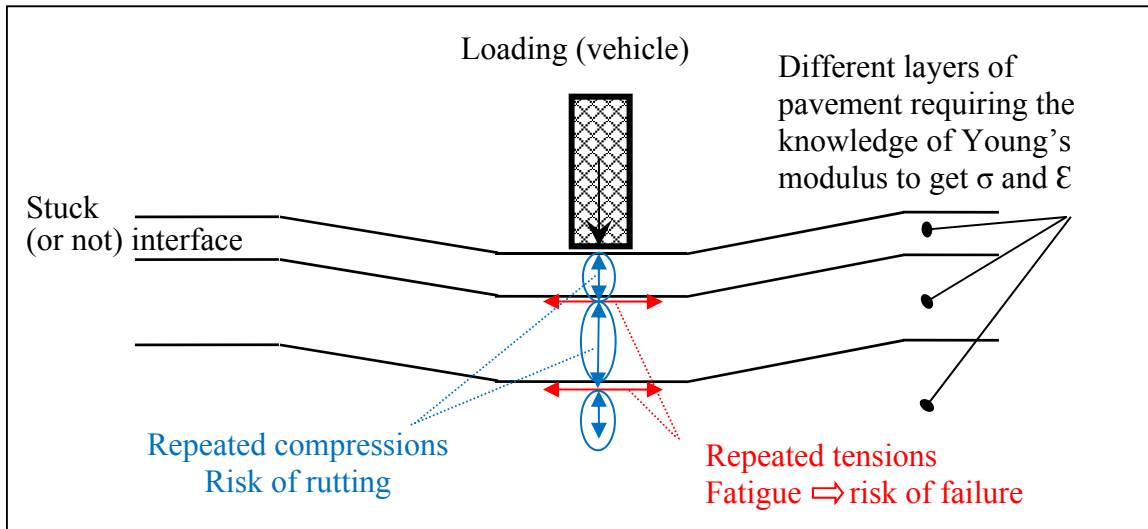 Loading (vehicle)
Different layers of
pavement requiring the
knowledge of Young’s
modulus to get σ and Ɛ
Stuck
(or not) interface
Repeated compressions
Risk of rutting
Repeated tensions
Fatigue ⇨ risk of failure